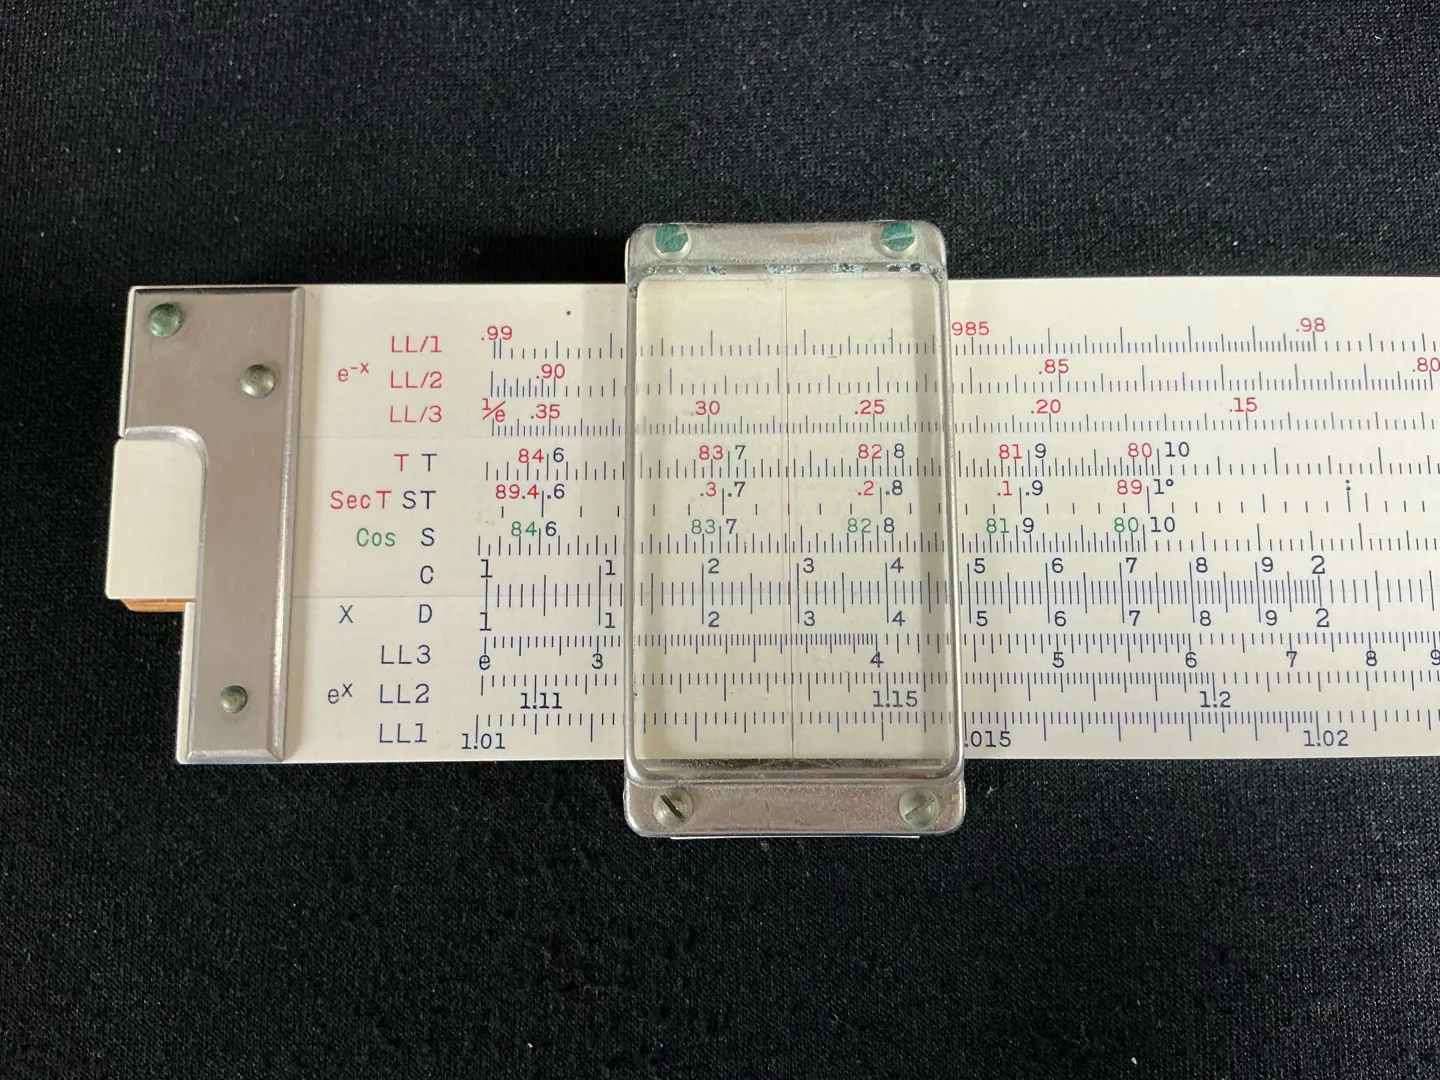 LL/1 .99 985 .98
e-x LL/2 .90 .85 .80
LL/3 1/e .35 .30 .25 .20 .15
T T 84 6 83 7 82 8 81 9 80 10
Sec T ST 89.4 .6 .3 .7 .2 .8 .1 .9 89 1°
Cos S 84 6 83 7 82 8 81 9 80 10
C 1 1 2 3 4 5 6 7 8 9 2
X D 1 1 2 3 4 5 6 7 8 9 2
LL3 e 3 4 5 6 7 8 9
ex LL2 1.11 1.15 1.2
LL1 1.01 .015 1.02